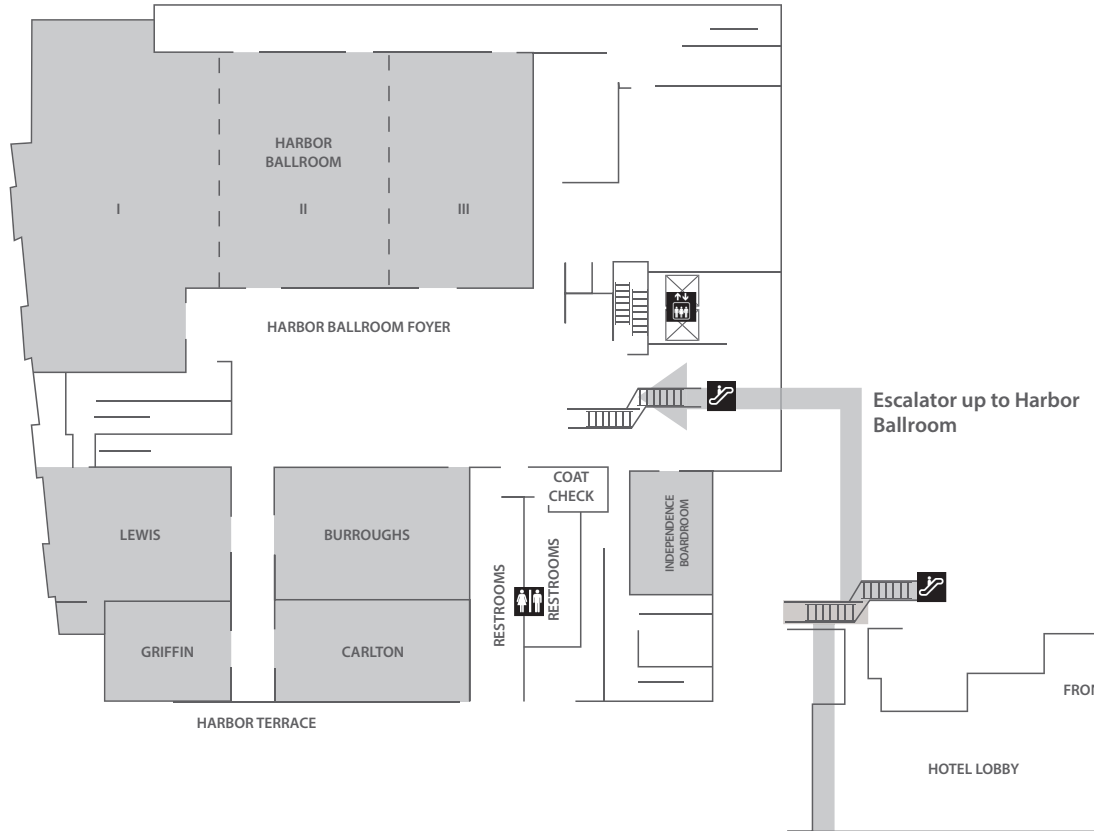 HARBOR
BALLROOM
I
II
III
HARBOR BALLROOM FOYER
Escalator up to Harbor
Ballroom
COAT
CHECK
INDEPENDENCE
BOARDROOM
LEWIS
BURROUGHS
RESTROOMS
RESTROOMS
GRIFFIN
CARLTON
HARBOR TERRACE
FRON
HOTEL LOBBY